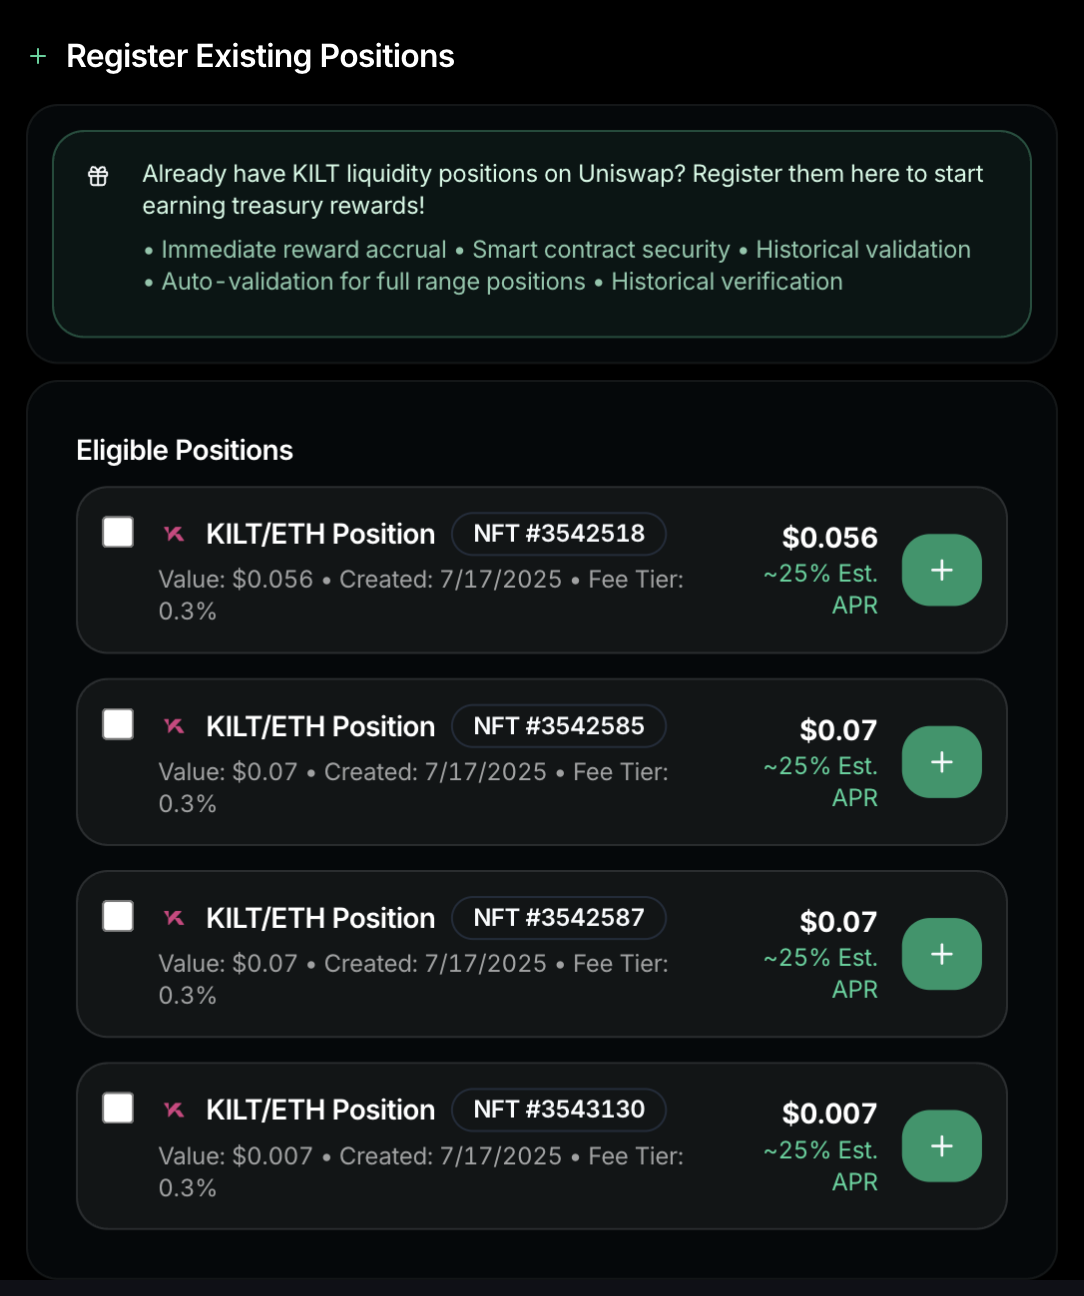 Register Existing Positions
Already have KILT liquidity positions on Uniswap? Register them here to start
earning treasury rewards!
• Immediate reward accrual • Smart contract security • Historical validation
• Auto-validation for full range positions • Historical verification
Eligible Positions
KILT/ETH Position NFT #3542518
Value: $0.056 • Created: 7/17/2025 • Fee Tier:
0.3%
$0.056
~25% Est.
APR
KILT/ETH Position NFT #3542585
Value: $0.07 • Created: 7/17/2025 • Fee Tier:
0.3%
$0.07
~25% Est.
APR
KILT/ETH Position NFT #3542587
Value: $0.07 • Created: 7/17/2025 • Fee Tier:
0.3%
$0.07
~25% Est.
APR
KILT/ETH Position NFT #3543130
Value: $0.007 • Created: 7/17/2025 • Fee Tier:
0.3%
$0.007
~25% Est.
APR